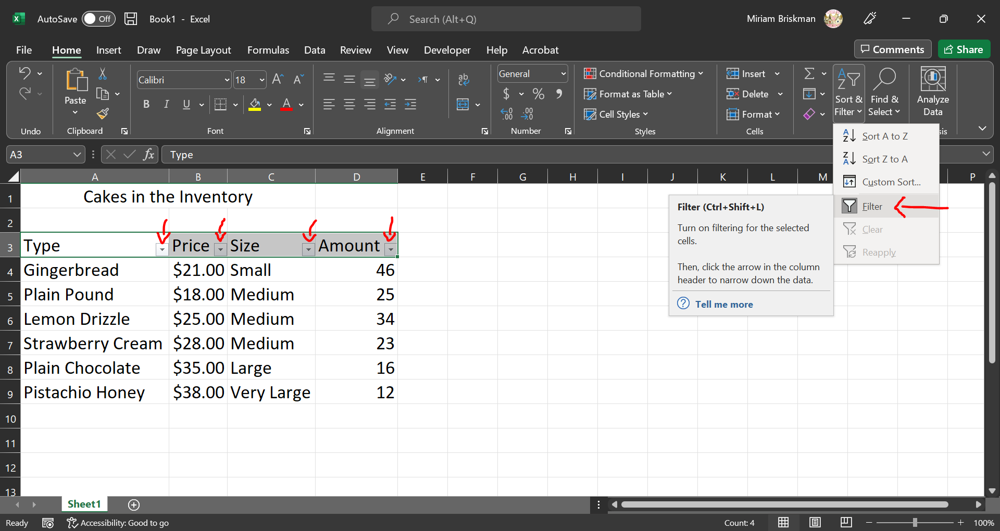 AutoSave Off Book1 - Excel Search (Alt+Q) Miriam Briskman
File Home Insert Draw Page Layout Formulas Data Review View Developer Help Acrobat Comments Share
Calibri 18 General Conditional Formatting Insert
Paste B I U $ % Format as Table Delete Sort & Filter Find & Select Analyze Data
Cell Styles Format
Undo Clipboard Font Alignment Number Styles Cells sis
A3 fx Type
Sort A to Z
Sort Z to A
Custom Sort...
Filter
Clear
Reapply
A B C D E F G H I J K L M P
1 Cakes in the Inventory
2
3 Type Price Size Amount
4 Gingerbread $21.00 Small 46
5 Plain Pound $18.00 Medium 25
6 Lemon Drizzle $25.00 Medium 34
7 Strawberry Cream $28.00 Medium 23
8 Plain Chocolate $35.00 Large 16
9 Pistachio Honey $38.00 Very Large 12
10
11
12
13
Filter (Ctrl+Shift+L)
Turn on filtering for the selected
cells.
Then, click the arrow in the column
header to narrow down the data.
Tell me more
Sheet1
Ready Accessibility: Good to go Count: 4 100%